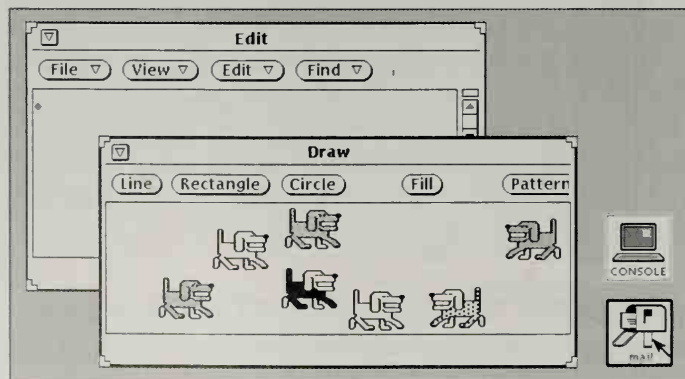 Edit
File View Edit Find
Draw
Line Rectangle Circle Fill Pattern
CONSOLE
mail